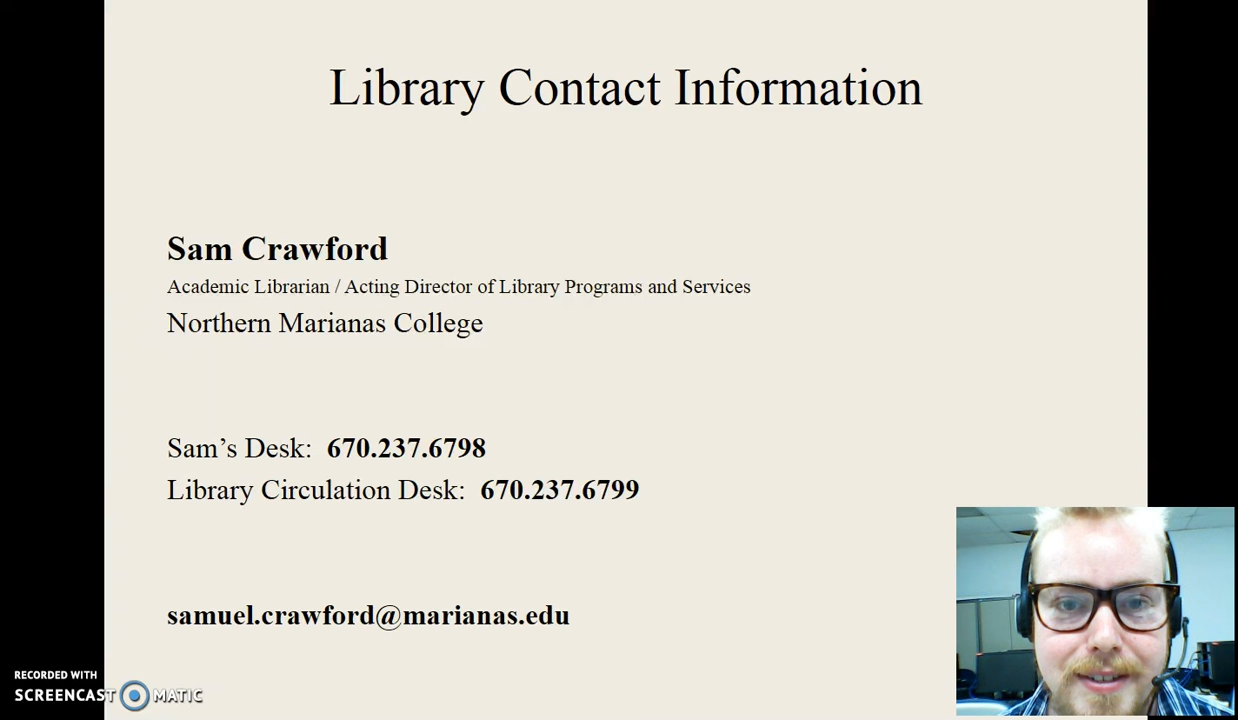 Library Contact Information
Sam Crawford
Academic Librarian / Acting Director of Library Programs and Services
Northern Marianas College
Sam’s Desk: 670.237.6798
Library Circulation Desk: 670.237.6799
samuel.crawford@marianas.edu
RECORDED WITH
SCREENCAST MATIC